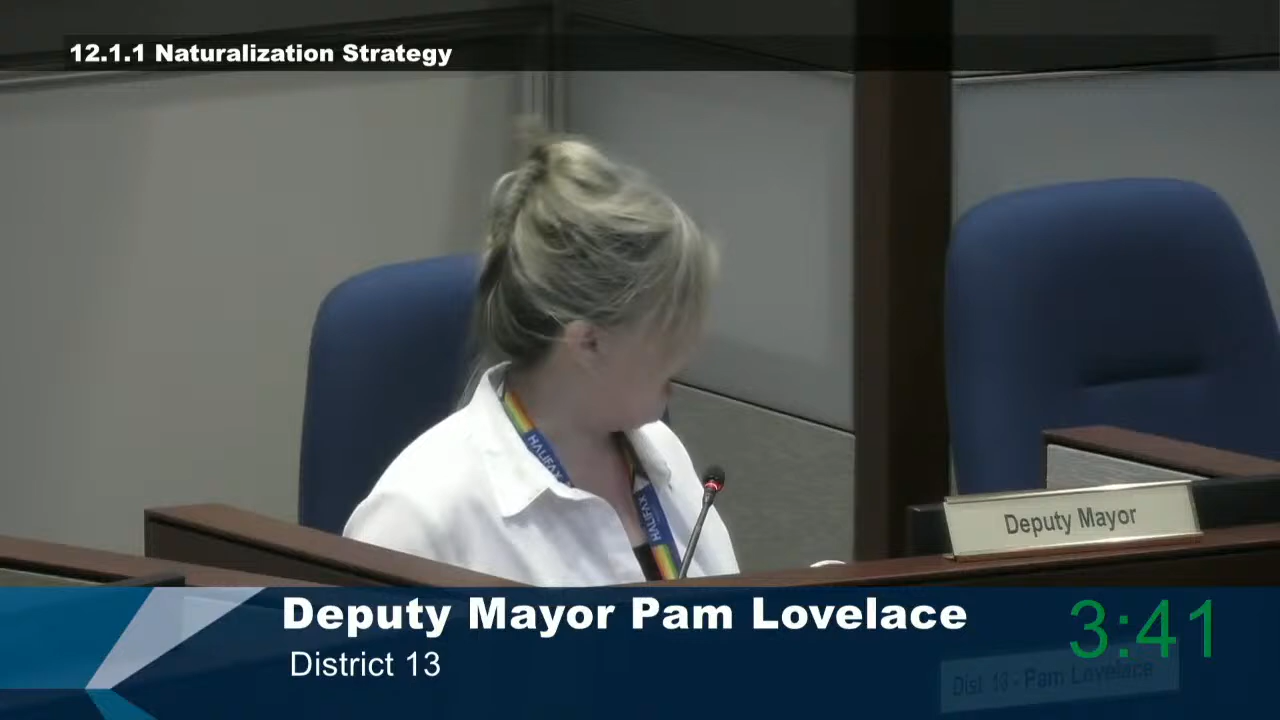 12.1.1 Naturalization Strategy
HALIFAX
HALIFAX
Deputy Mayor
Deputy Mayor Pam Lovelace
3:41
District 13
Dist 13 - Pam Lovelace